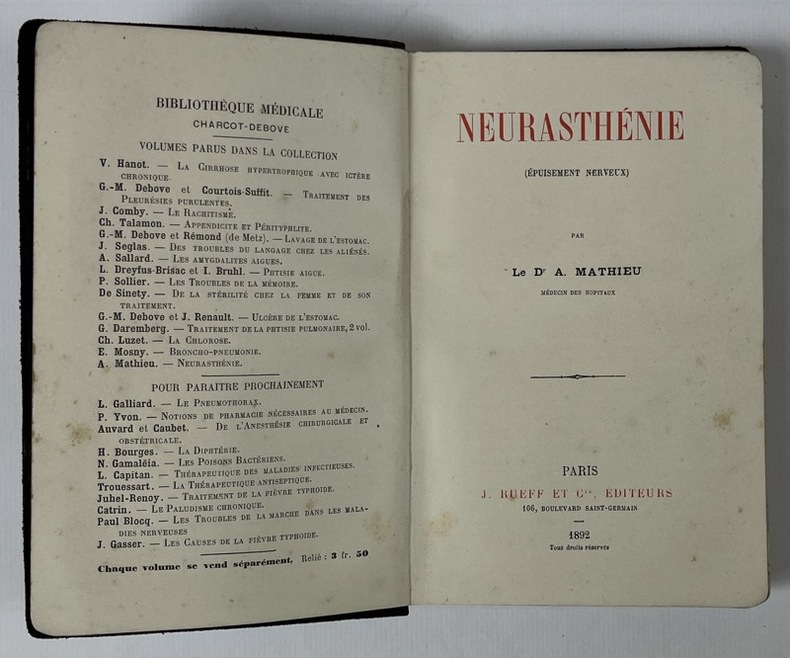 BIBLIOTHÈQUE MÉDICALE
CHARCOT-DEBOVE
VOLUMES PARUS DANS LA COLLECTION
V. Hanot. — La Cirrhose hypertrophique avec ictère
chronique.
G.-M. Debove et Courtois-Suffit. — Traitement des
Pleurésies purulentes.
J. Comby. — Le Rachitisme.
Ch. Talamon. — Appendicite et Pérityphlite.
G.-M. Debove et Rémond (de Metz). — Lavage de l'estomac.
J. Seglas. — Des troubles du langage chez les aliénés.
A. Sallard. — Les amygdalites aigues.
L. Dreyfus-Brisac et I. Bruhl. — Phtisie aigue.
P. Sollier. — Les Troubles de la mémoire.
De Sinety. — De la stérilité chez la femme et de son
traitement.
G.-M. Debove et J. Renault. — Ulcère de l'estomac.
G. Daremberg. — Traitement de la phtisie pulmonaire, 2 vol.
Ch. Luzet. — La Chlorose.
E. Mosny. — Broncho-pneumonie.
A. Mathieu. — Neurasthénie.
POUR PARAITRE PROCHAINEMENT
L. Galliard. — Le Pneumothorax.
P. Yvon. — Notions de pharmacie nécessaires au médecin.
Auvard et Caubet. — De l'Anesthésie chirurgicale et
obstétricale.
H. Bourges. — La Diphtérie.
N. Gamaléia. — Les Poisons Bactériens.
L. Capitan. — Thérapeutique des maladies infectieuses.
Trouessart. — La Thérapeutique antiseptique.
Juhel-Renoy. — Traitement de la fièvre typhoide.
Catrin. — Le Paludisme chronique.
Paul Blocq. — Les Troubles de la marche dans les mala-
dies nerveuses
J. Gasser. — Les Causes de la fièvre typhoide.
Chaque volume se vend séparément. Relié : 3 fr. 50
NEURASTHÉNIE
(ÉPUISEMENT NERVEUX)
PAR
Le Dr A. MATHIEU
MÉDECIN DES HOPITAUX
PARIS
J. RUEFF ET Cie, ÉDITEURS
106, BOULEVARD SAINT-GERMAIN
1892
Tous droits réservés